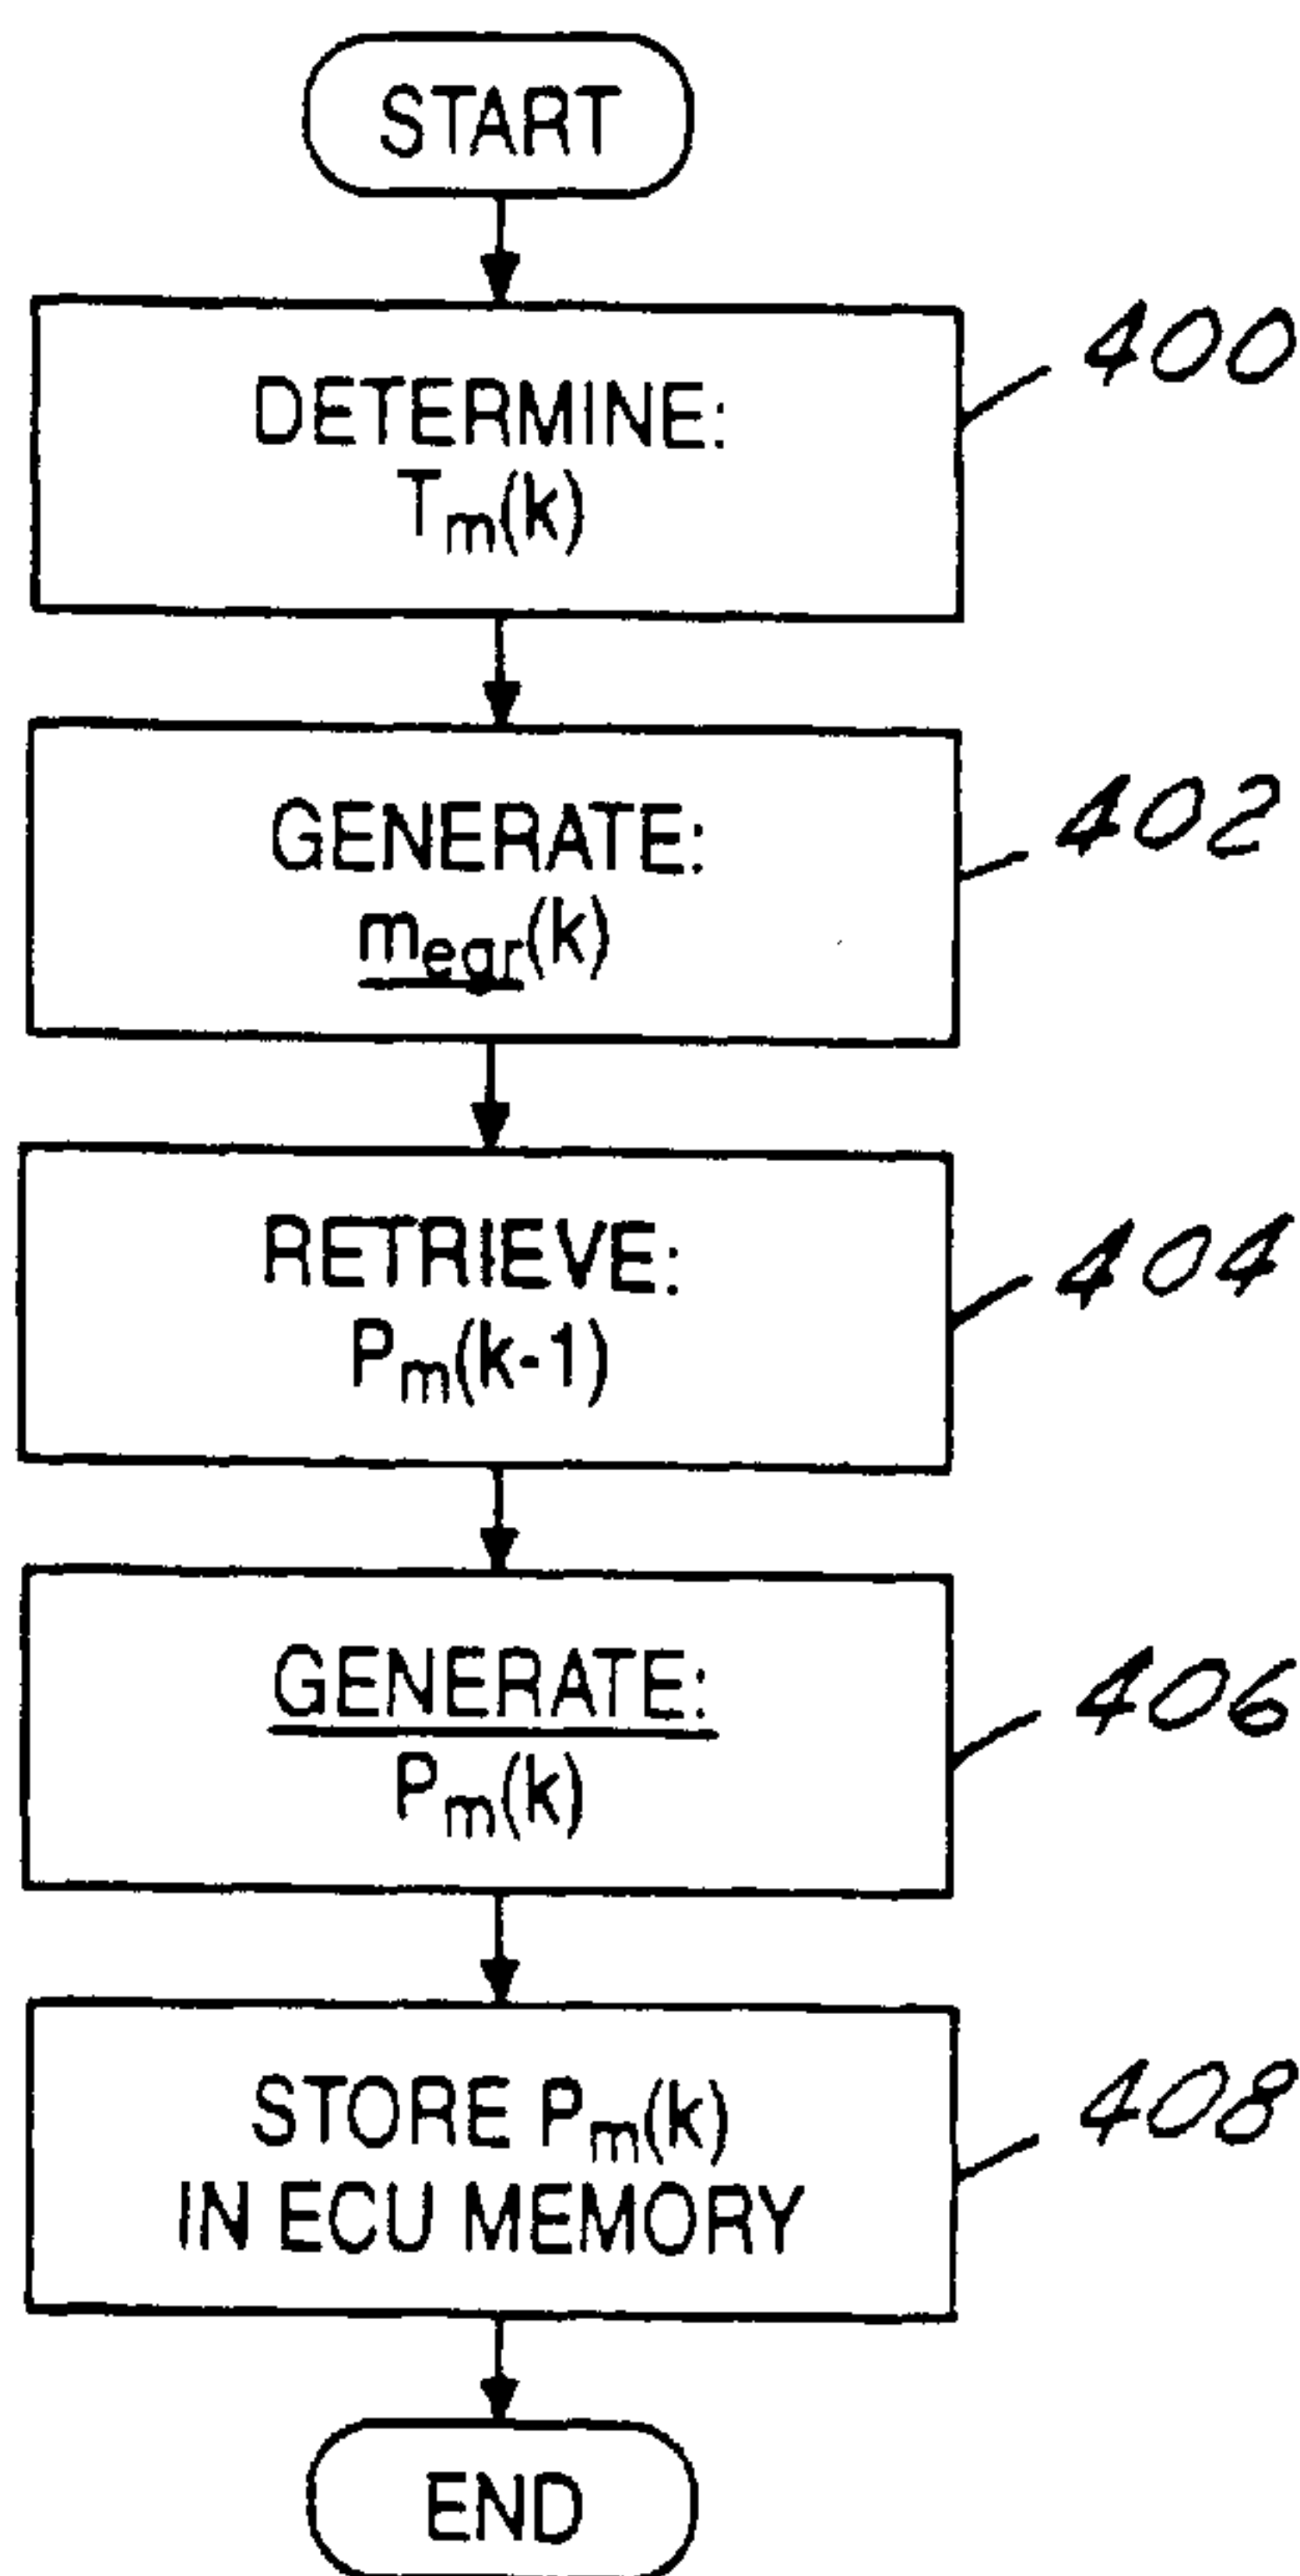 START
DETERMINE:
Tm(k)
400
GENERATE:
megr(k)
402
RETRIEVE:
Pm(k-1)
404
GENERATE:
Pm(k)
406
STORE Pm(k)
IN ECU MEMORY
408
END